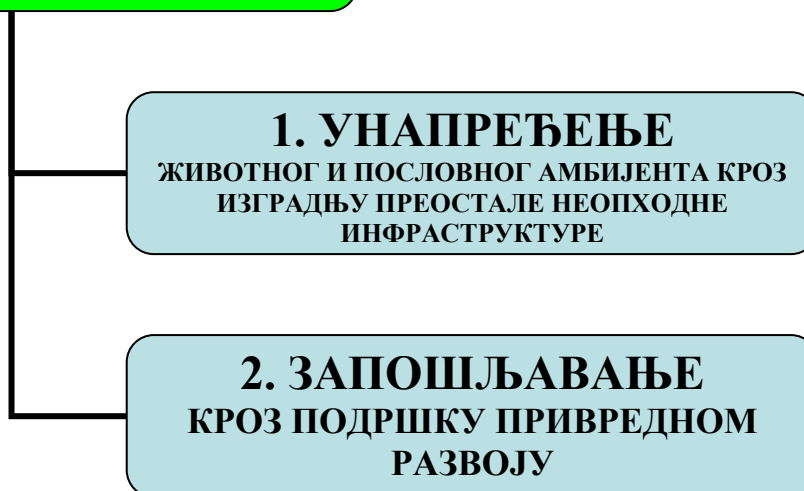 1. УНАПРЕЂЕЊЕ
ЖИВОТНОГ И ПОСЛОВНОГ АМБИЈЕНТА КРОЗ
ИЗГРАДЊУ ПРЕОСТАЛЕ НЕОПХОДНЕ
ИНФРАСТРУКТУРЕ
2. ЗАПОШЉАВАЊЕ
КРОЗ ПОДРШКУ ПРИВРЕДНОМ
РАЗВОЈУ